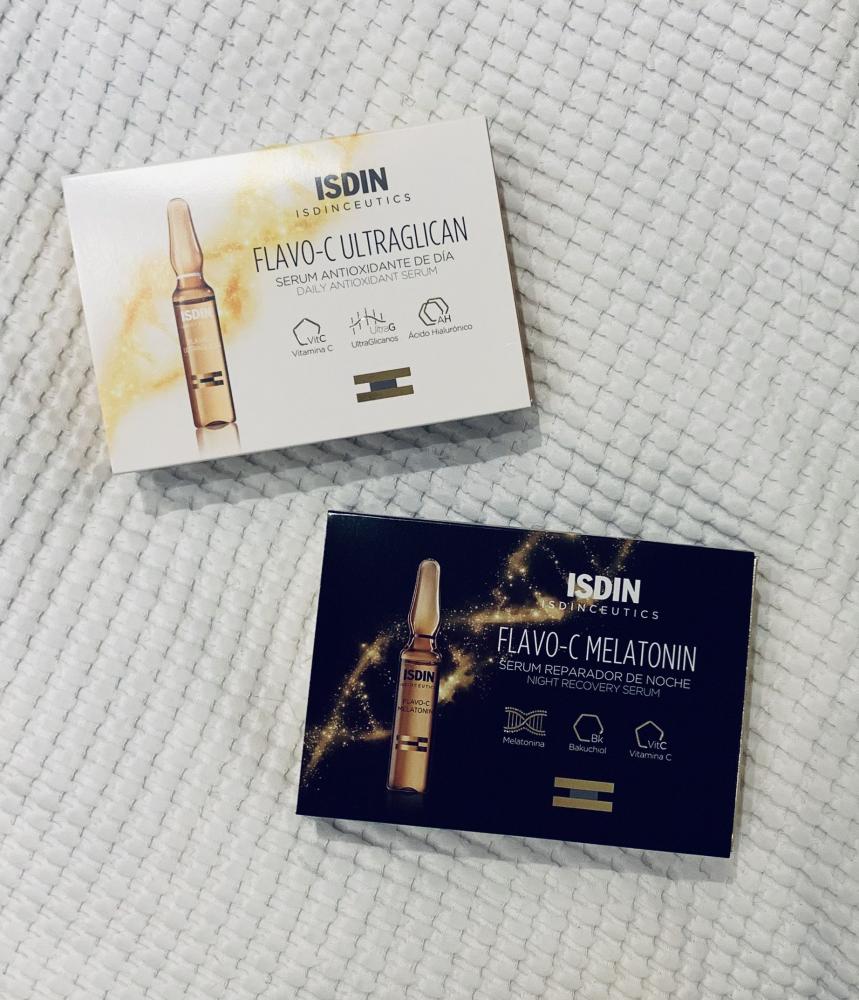 ISDIN
ISDINCEUTICS
FLAVO-C ULTRAGLICAN
SERUM ANTIOXIDANTE DE DÍA
DAILY ANTIOXIDANT SERUM
VitC
Vitamina C
UltraG
UltraGlicanos
AH
Ácido Hialurónico
ISDIN
ISDIN
ISDINCEUTICS
FLAVO-C MELATONIN
SERUM REPARADOR DE NOCHE
NIGHT RECOVERY SERUM
Melatonina
Bk
Bakuchiol
VitC
Vitamina C
ISDIN
FLAVO-C
MELATONIN